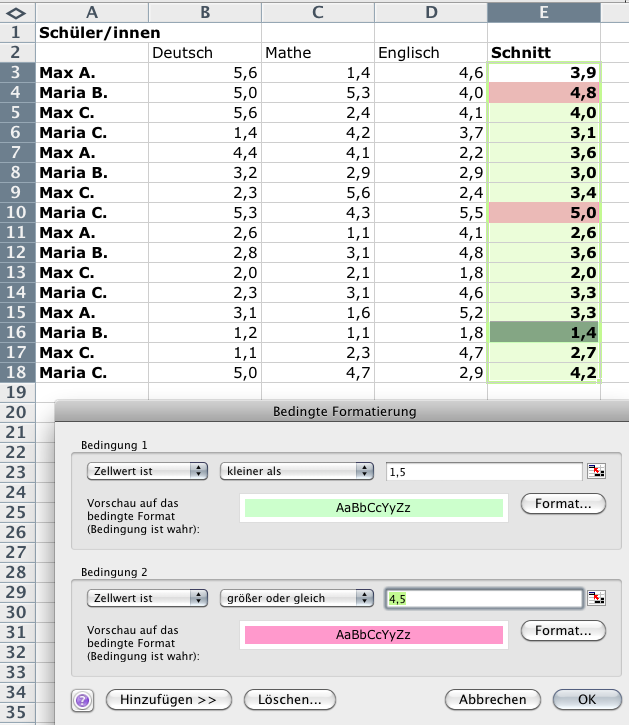 A B C D E
1 Schüler/innen
2 Deutsch Mathe Englisch Schnitt
3 Max A. 5,6 1,4 4,6 3,9
4 Maria B. 5,0 5,3 4,0 4,8
5 Max C. 5,6 2,4 4,1 4,0
6 Maria C. 1,4 4,2 3,7 3,1
7 Max A. 4,4 4,1 2,2 3,6
8 Maria B. 3,2 2,9 2,9 3,0
9 Max C. 2,3 5,6 2,4 3,4
10 Maria C. 5,3 4,3 5,5 5,0
11 Max A. 2,6 1,1 4,1 2,6
12 Maria B. 2,8 3,1 4,8 3,6
13 Max C. 2,0 2,1 1,8 2,0
14 Maria C. 2,3 3,1 4,6 3,3
15 Max A. 3,1 1,6 5,2 3,3
16 Maria B. 1,2 1,1 1,8 1,4
17 Max C. 1,1 2,3 4,7 2,7
18 Maria C. 5,0 4,7 2,9 4,2
19
20
21
22
23
24
25
26
27
28
29
30
31
32
33
34
35
Bedingte Formatierung
Bedingung 1
Zellwert ist kleiner als 1,5
Vorschau auf das
bedingte Format
(Bedingung ist wahr):
AaBbCcYyZz
Format...
Bedingung 2
Zellwert ist größer oder gleich 4,5
Vorschau auf das
bedingte Format
(Bedingung ist wahr):
AaBbCcYyZz
Format...
? Hinzufügen >> Löschen... Abbrechen OK